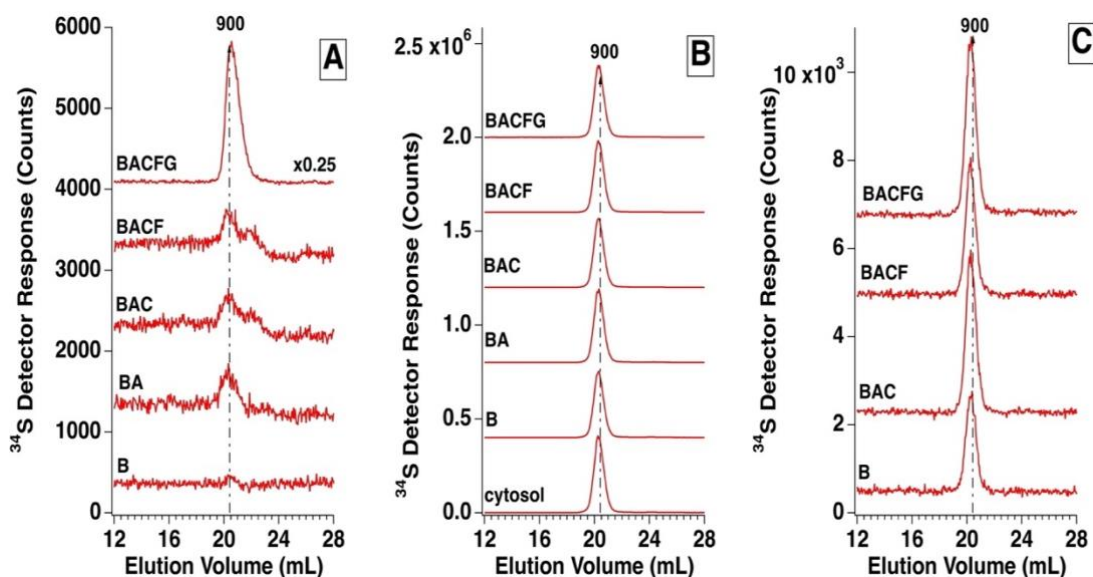 A
900
6000
5000
4000
3000
2000
1000
0
BACFG
x0.25
BACF
BAC
BA
B
³⁴S Detector Response (Counts)
12 16 20 24 28
Elution Volume (mL)
B
900
2.5 x10⁶
2.0
1.5
1.0
0.5
0.0
BACFG
BACF
BAC
BA
B
cytosol
³⁴S Detector Response (Counts)
12 16 20 24 28
Elution Volume (mL)
C
900
10 x10³
8
6
4
2
0
BACFG
BACF
BAC
B
³⁴S Detector Response (Counts)
12 16 20 24 28
Elution Volume (mL)